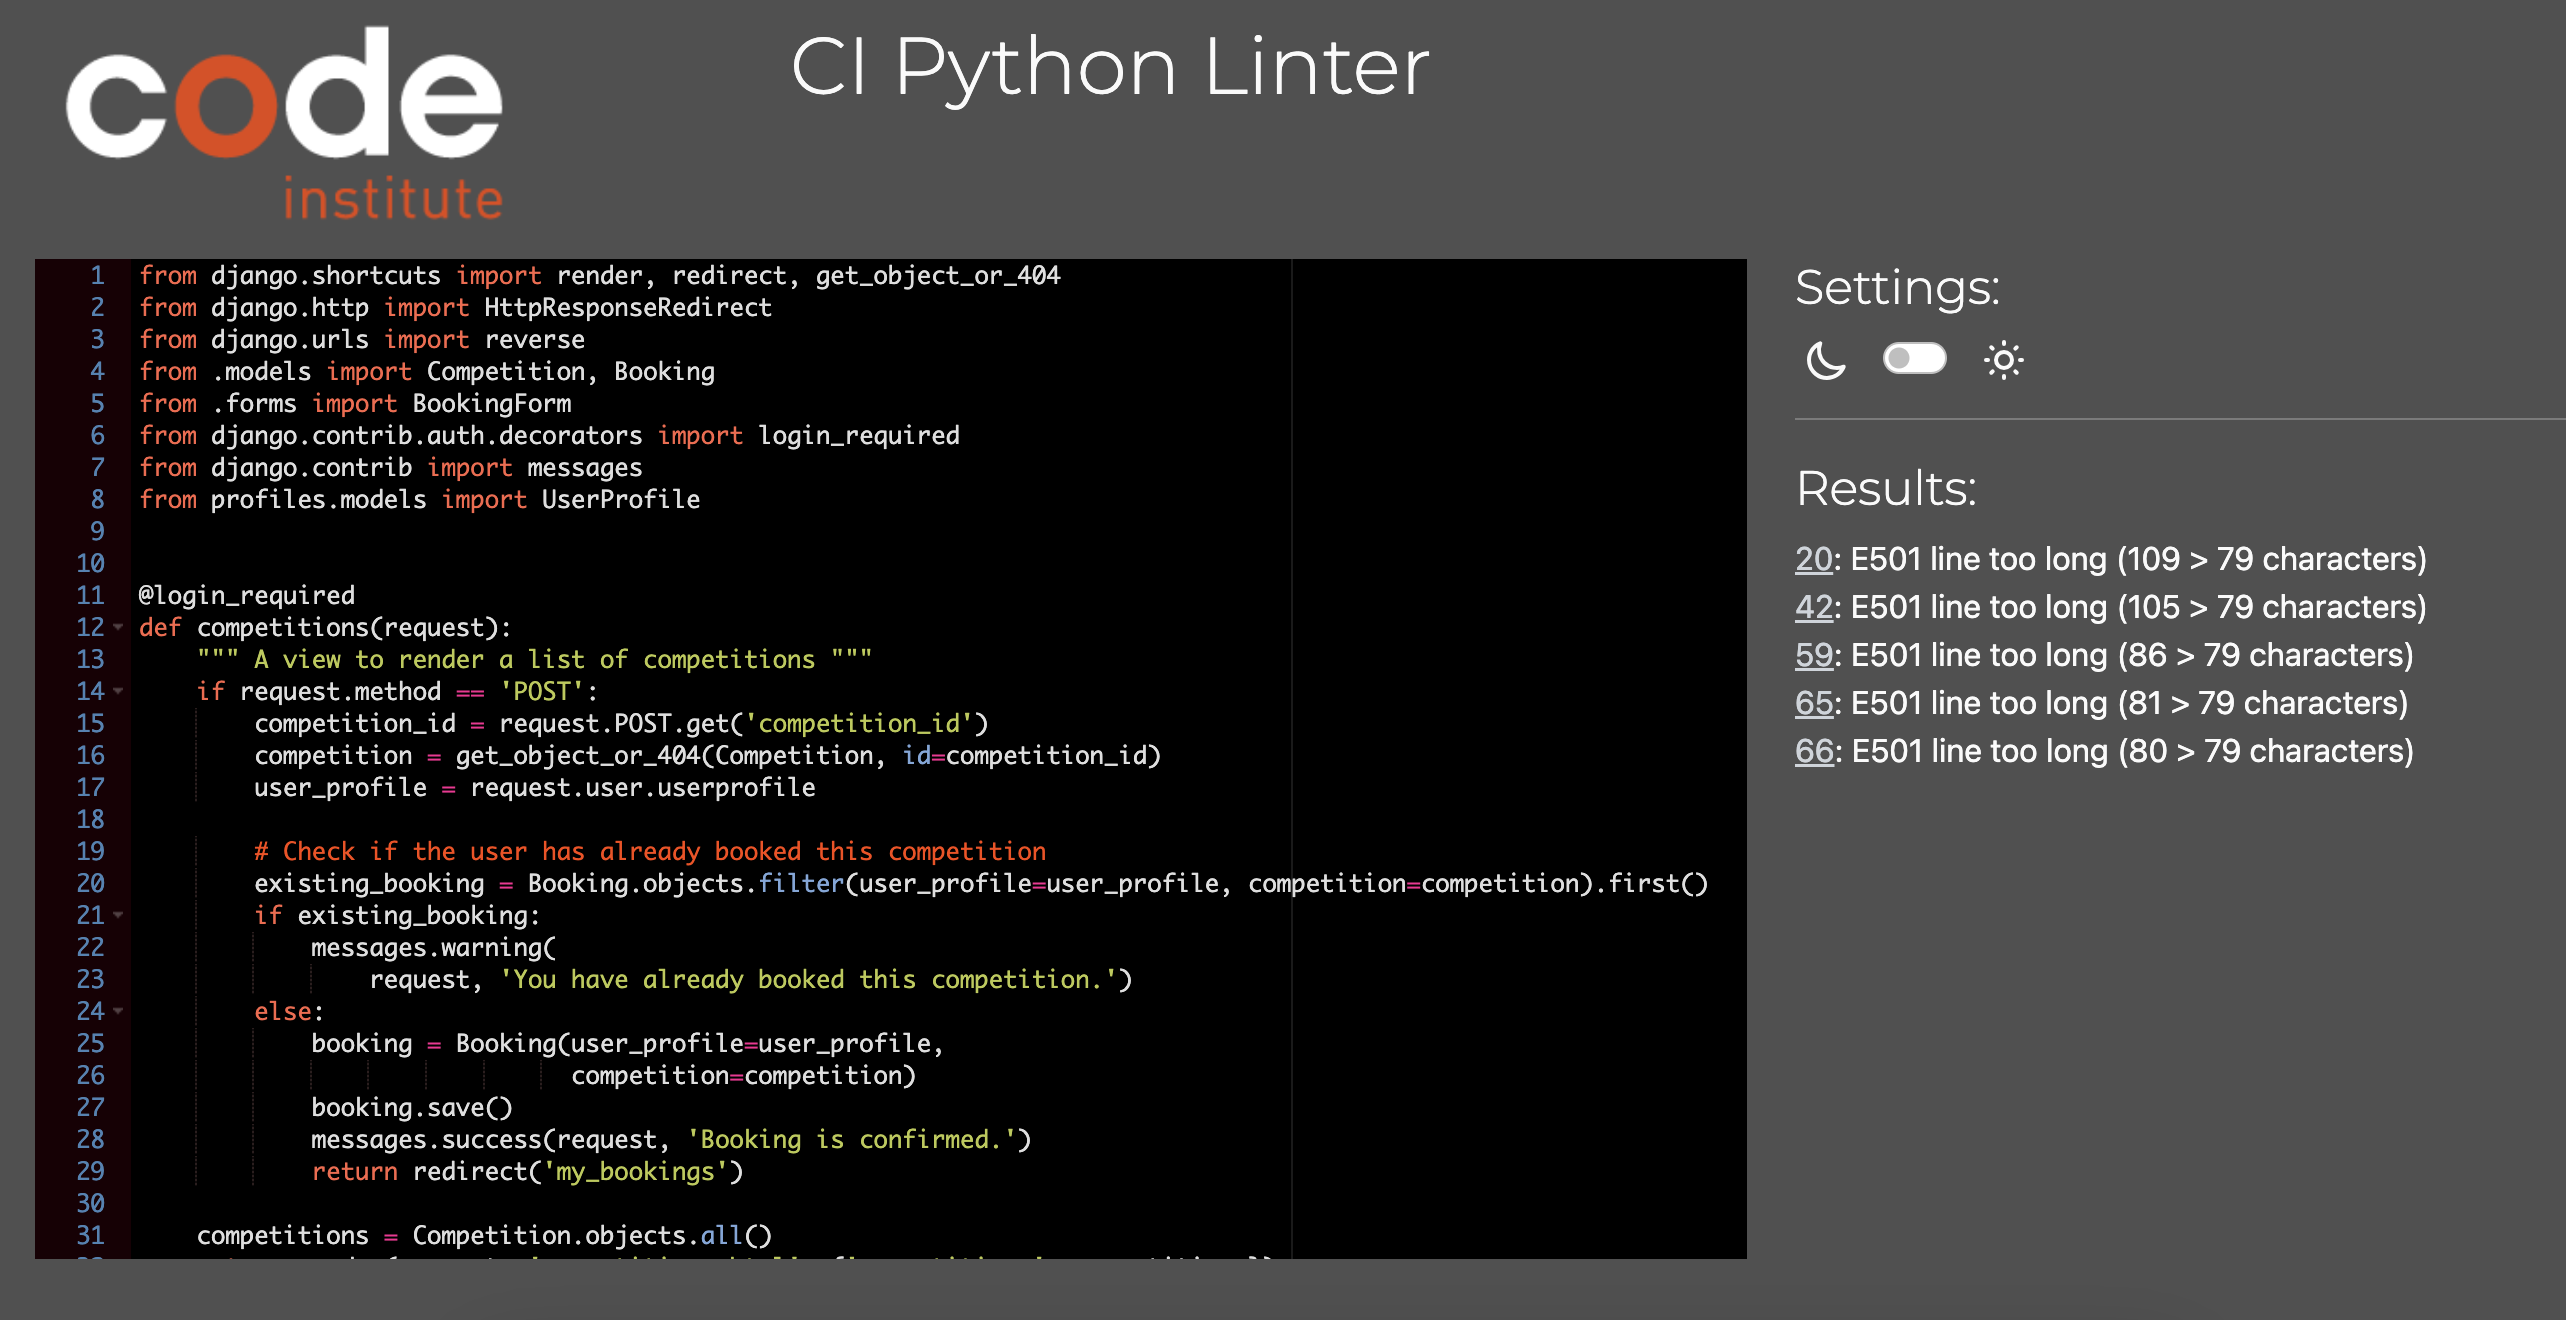 code
institute
CI Python Linter
1 from django.shortcuts import render, redirect, get_object_or_404
2 from django.http import HttpResponseRedirect
3 from django.urls import reverse
4 from .models import Competition, Booking
5 from .forms import BookingForm
6 from django.contrib.auth.decorators import login_required
7 from django.contrib import messages
8 from profiles.models import UserProfile
9
10
11 @login_required
12 def competitions(request):
13     """ A view to render a list of competitions """
14     if request.method == 'POST':
15         competition_id = request.POST.get('competition_id')
16         competition = get_object_or_404(Competition, id=competition_id)
17         user_profile = request.user.userprofile
18
19         # Check if the user has already booked this competition
20         existing_booking = Booking.objects.filter(user_profile=user_profile, competition=competition).first()
21         if existing_booking:
22             messages.warning(
23                 request, 'You have already booked this competition.')
24         else:
25             booking = Booking(user_profile=user_profile,
26                               competition=competition)
27             booking.save()
28             messages.success(request, 'Booking is confirmed.')
29             return redirect('my_bookings')
30
31     competitions = Competition.objects.all()
Settings:
Results:
20: E501 line too long (109 > 79 characters)
42: E501 line too long (105 > 79 characters)
59: E501 line too long (86 > 79 characters)
65: E501 line too long (81 > 79 characters)
66: E501 line too long (80 > 79 characters)